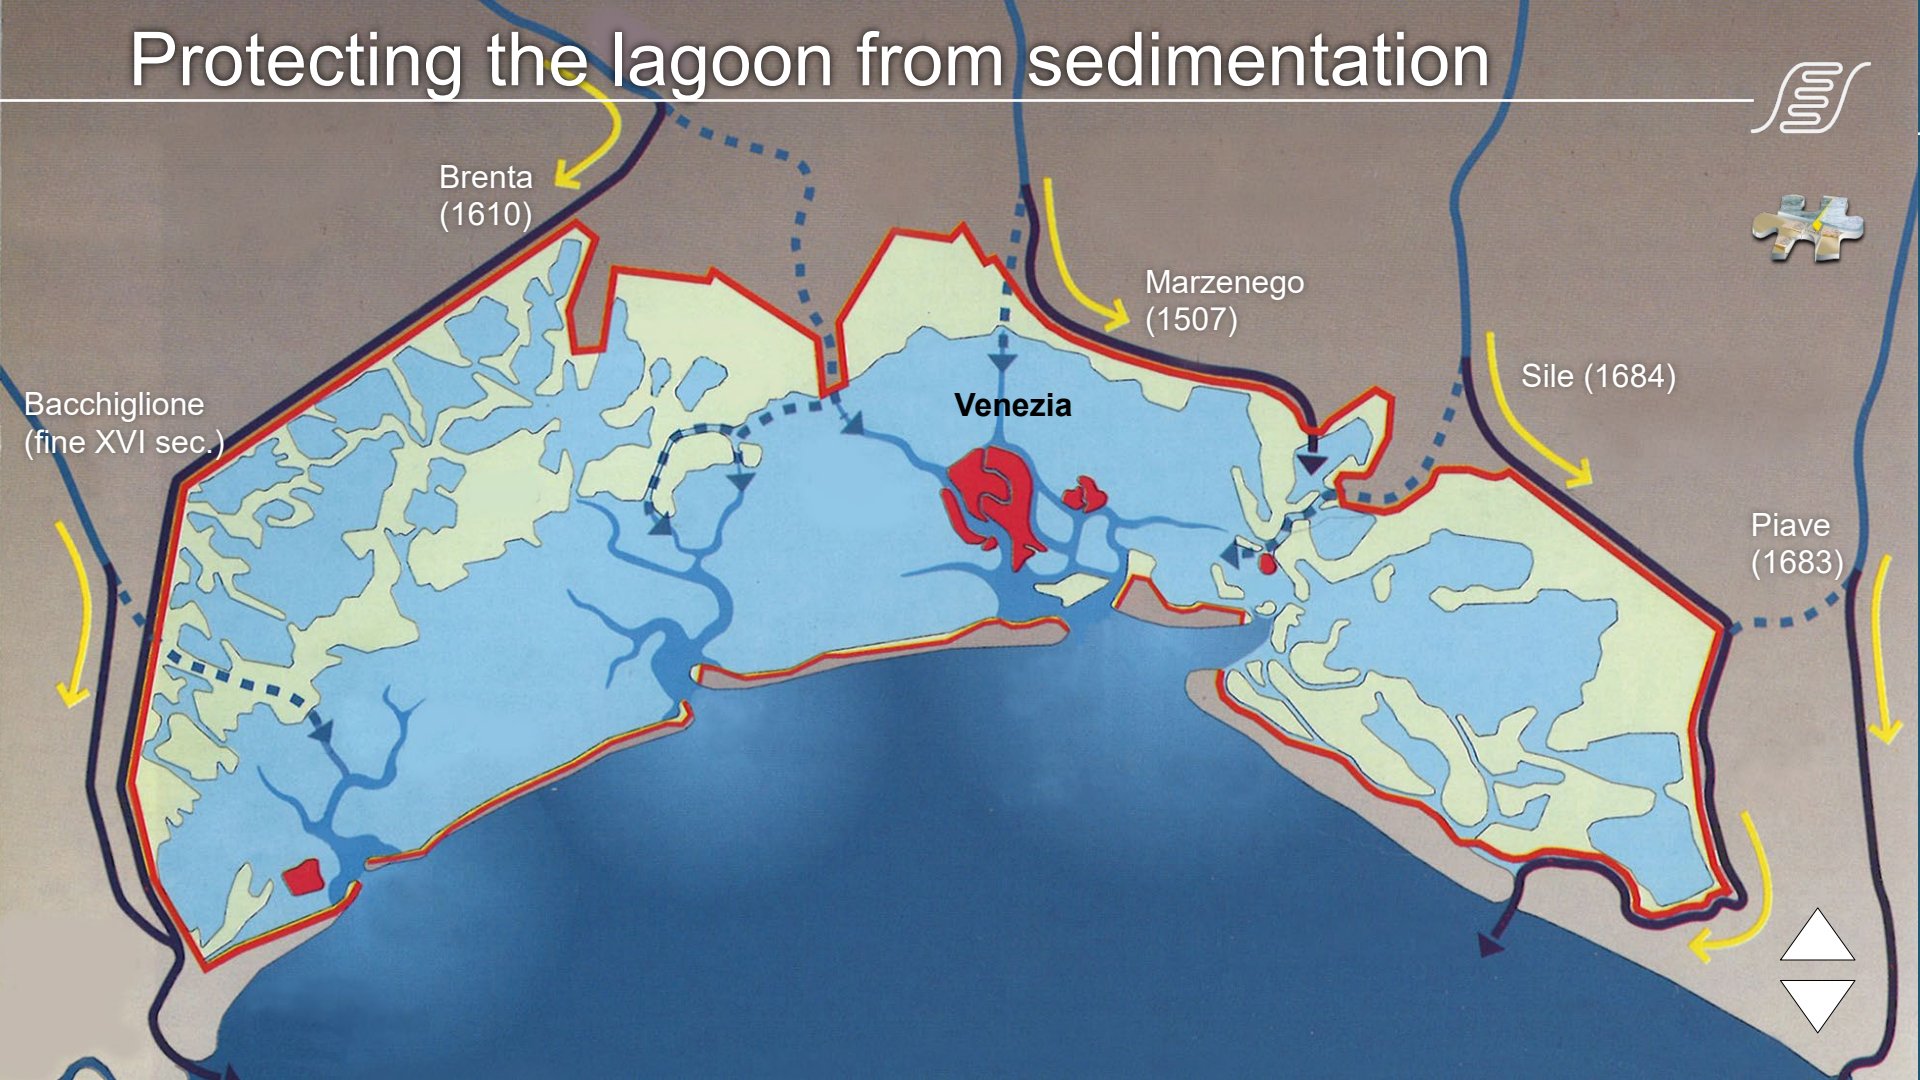 Protecting the lagoon from sedimentation
Brenta
(1610)
Marzenego
(1507)
Sile (1684)
Bacchiglione
(fine XVI sec.)
Venezia
Piave
(1683)